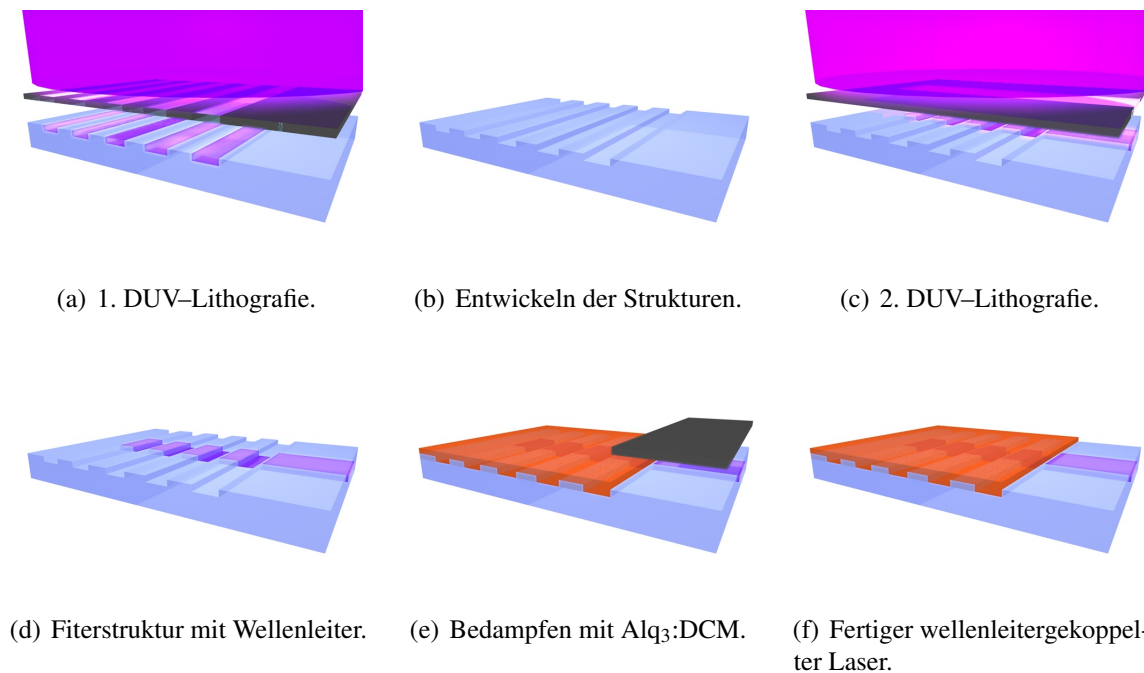 (a) 1. DUV–Lithografie.
(b) Entwickeln der Strukturen.
(c) 2. DUV–Lithografie.
(d) Fiterstruktur mit Wellenleiter.
(e) Bedampfen mit Alq₃:DCM.
(f) Fertiger wellenleitergekoppel-
ter Laser.